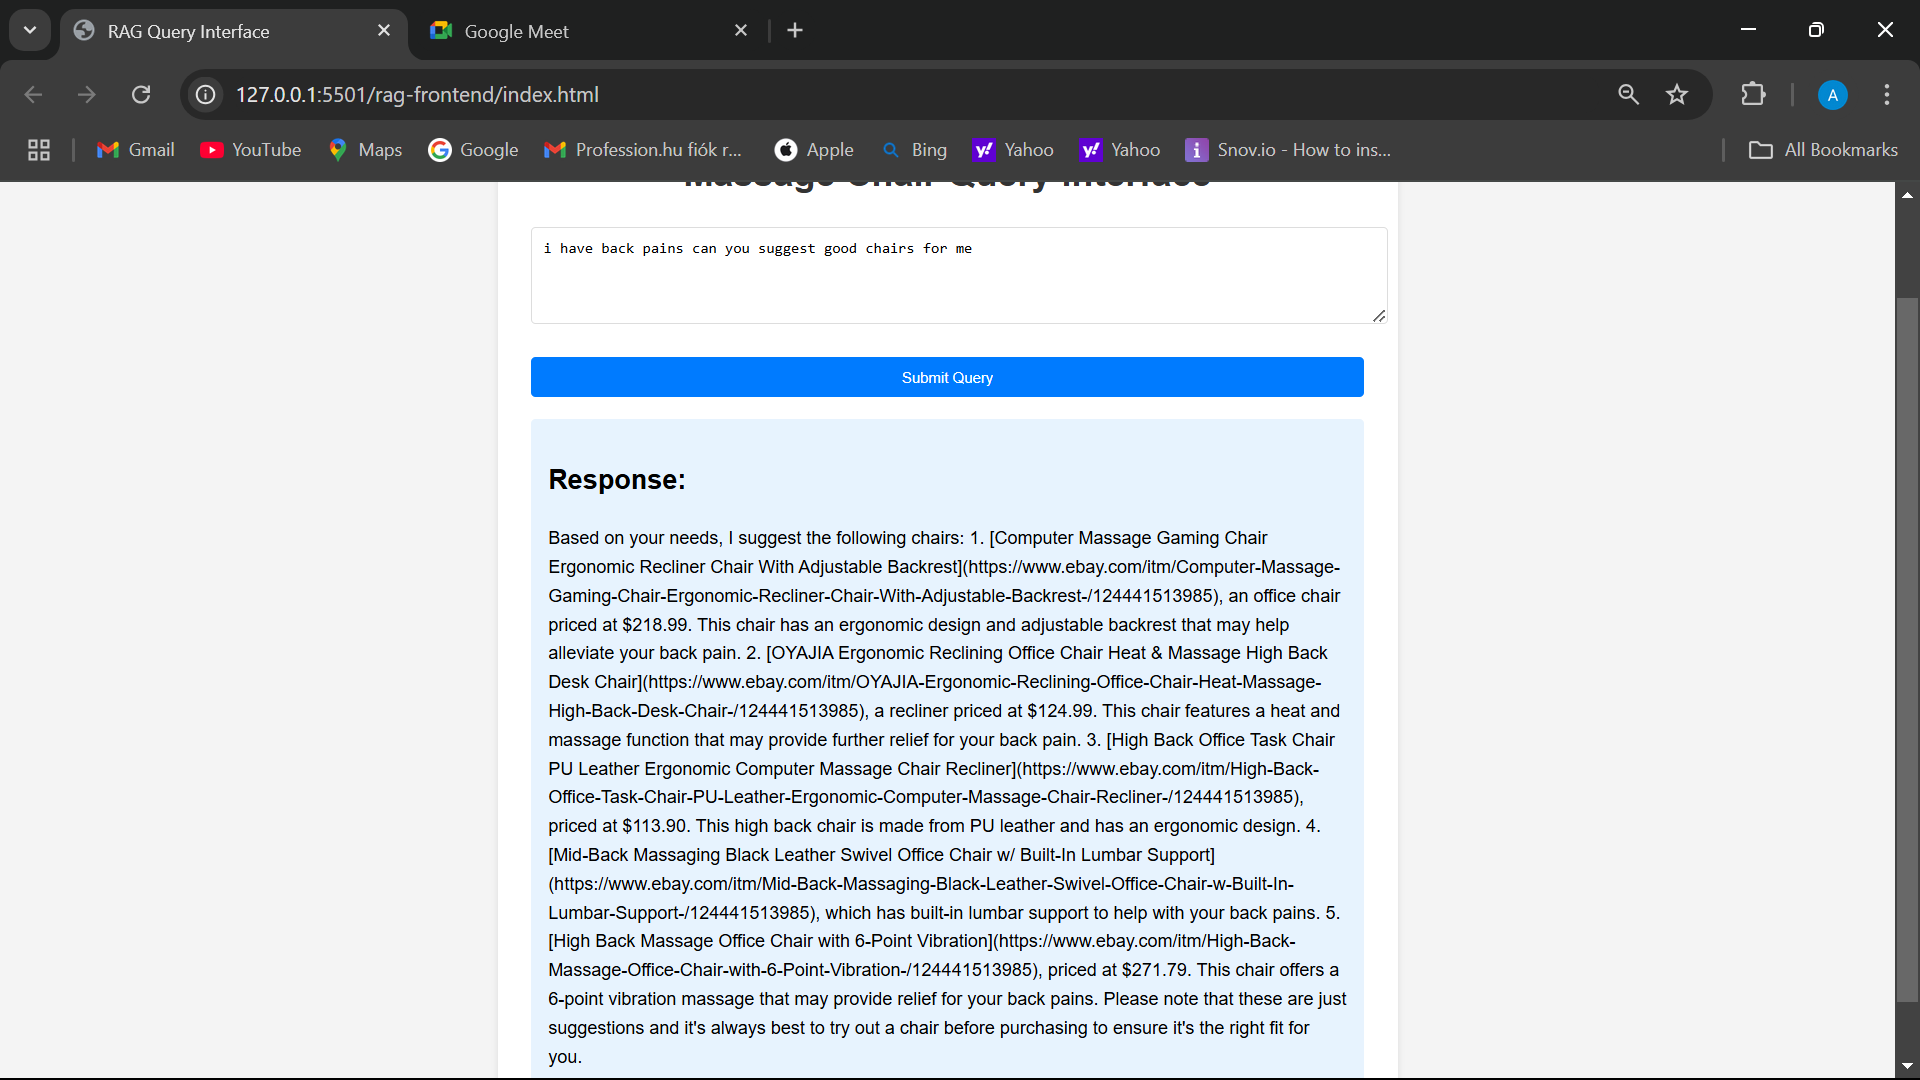 RAG Query Interface
Google Meet
127.0.0.1:5501/rag-frontend/index.html
A
Gmail
YouTube
Maps
Google
Profession.hu fiók r...
Apple
Bing
Yahoo
Yahoo
Snov.io - How to ins...
All Bookmarks
Massage Chair Query Interface
i have back pains can you suggest good chairs for me
Submit Query
Response:
Based on your needs, I suggest the following chairs: 1. [Computer Massage Gaming Chair
Ergonomic Recliner Chair With Adjustable Backrest](https://www.ebay.com/itm/Computer-Massage-
Gaming-Chair-Ergonomic-Recliner-Chair-With-Adjustable-Backrest-/124441513985), an office chair
priced at $218.99. This chair has an ergonomic design and adjustable backrest that may help
alleviate your back pain. 2. [OYAJIA Ergonomic Reclining Office Chair Heat & Massage High Back
Desk Chair](https://www.ebay.com/itm/OYAJIA-Ergonomic-Reclining-Office-Chair-Heat-Massage-
High-Back-Desk-Chair-/124441513985), a recliner priced at $124.99. This chair features a heat and
massage function that may provide further relief for your back pain. 3. [High Back Office Task Chair
PU Leather Ergonomic Computer Massage Chair Recliner](https://www.ebay.com/itm/High-Back-
Office-Task-Chair-PU-Leather-Ergonomic-Computer-Massage-Chair-Recliner-/124441513985),
priced at $113.90. This high back chair is made from PU leather and has an ergonomic design. 4.
[Mid-Back Massaging Black Leather Swivel Office Chair w/ Built-In Lumbar Support]
(https://www.ebay.com/itm/Mid-Back-Massaging-Black-Leather-Swivel-Office-Chair-w-Built-In-
Lumbar-Support-/124441513985), which has built-in lumbar support to help with your back pains. 5.
[High Back Massage Office Chair with 6-Point Vibration](https://www.ebay.com/itm/High-Back-
Massage-Office-Chair-with-6-Point-Vibration-/124441513985), priced at $271.79. This chair offers a
6-point vibration massage that may provide relief for your back pains. Please note that these are just
suggestions and it's always best to try out a chair before purchasing to ensure it's the right fit for
you.